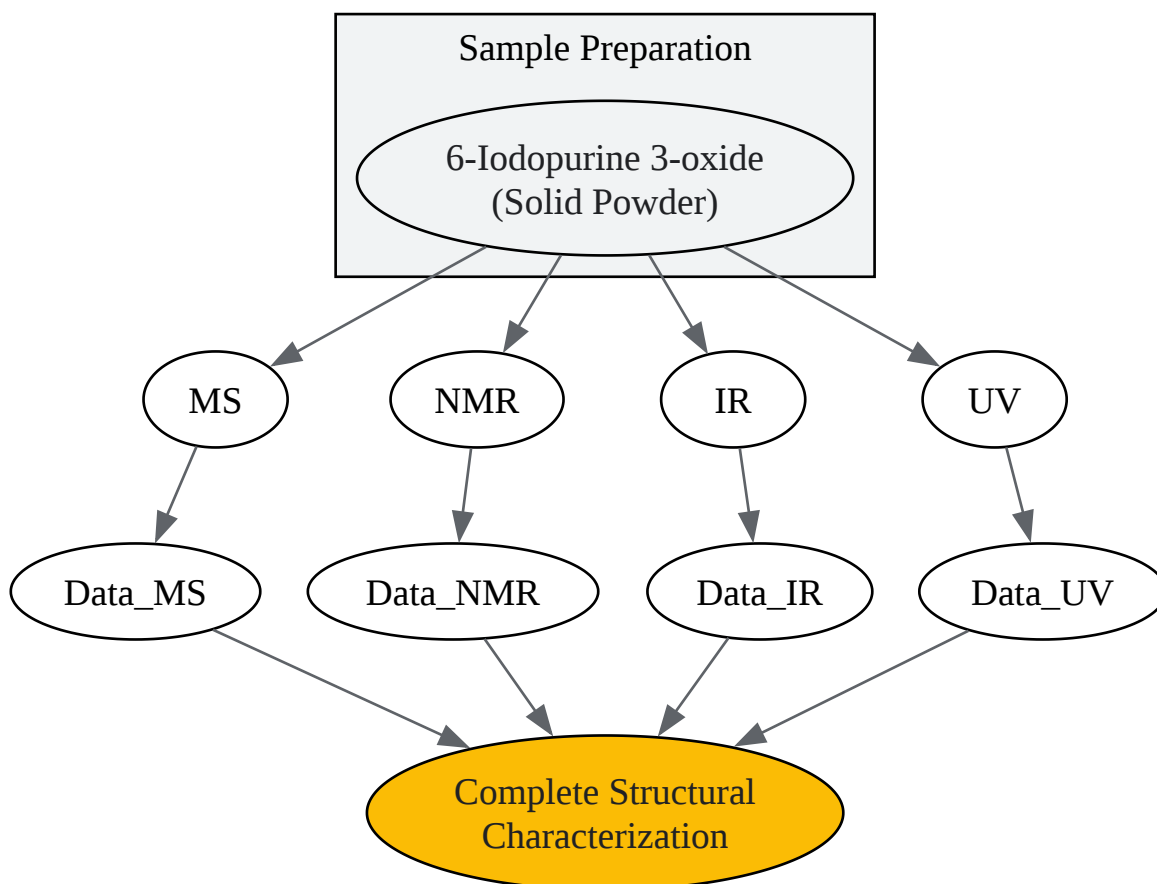 Sample Preparation
6-Iodopurine 3-oxide
(Solid Powder)
MS
NMR
IR
UV
Data_MS
Data_NMR
Data_IR
Data_UV
Complete Structural
Characterization